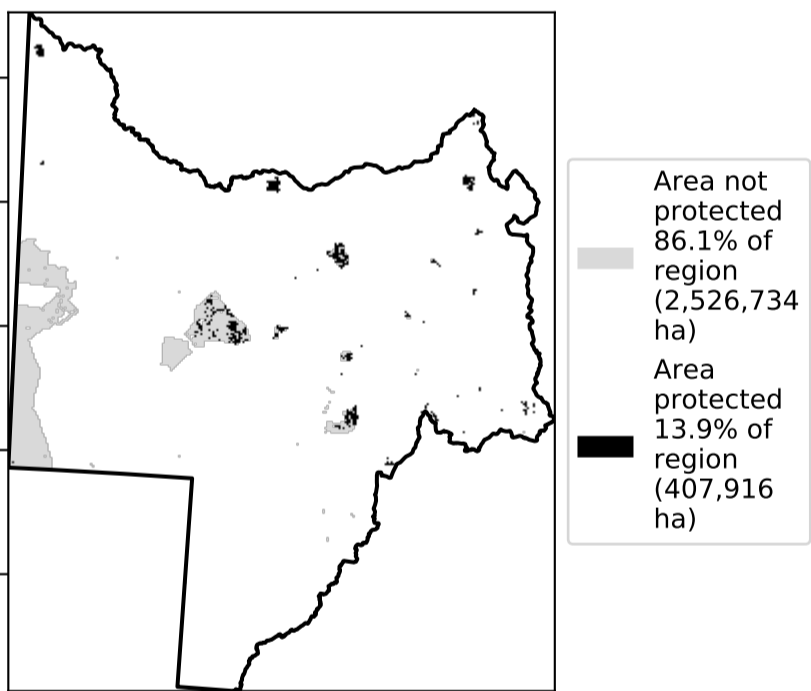 Area not
protected
86.1% of
region
(2,526,734
ha)
Area
protected
13.9% of
region
(407,916
ha)